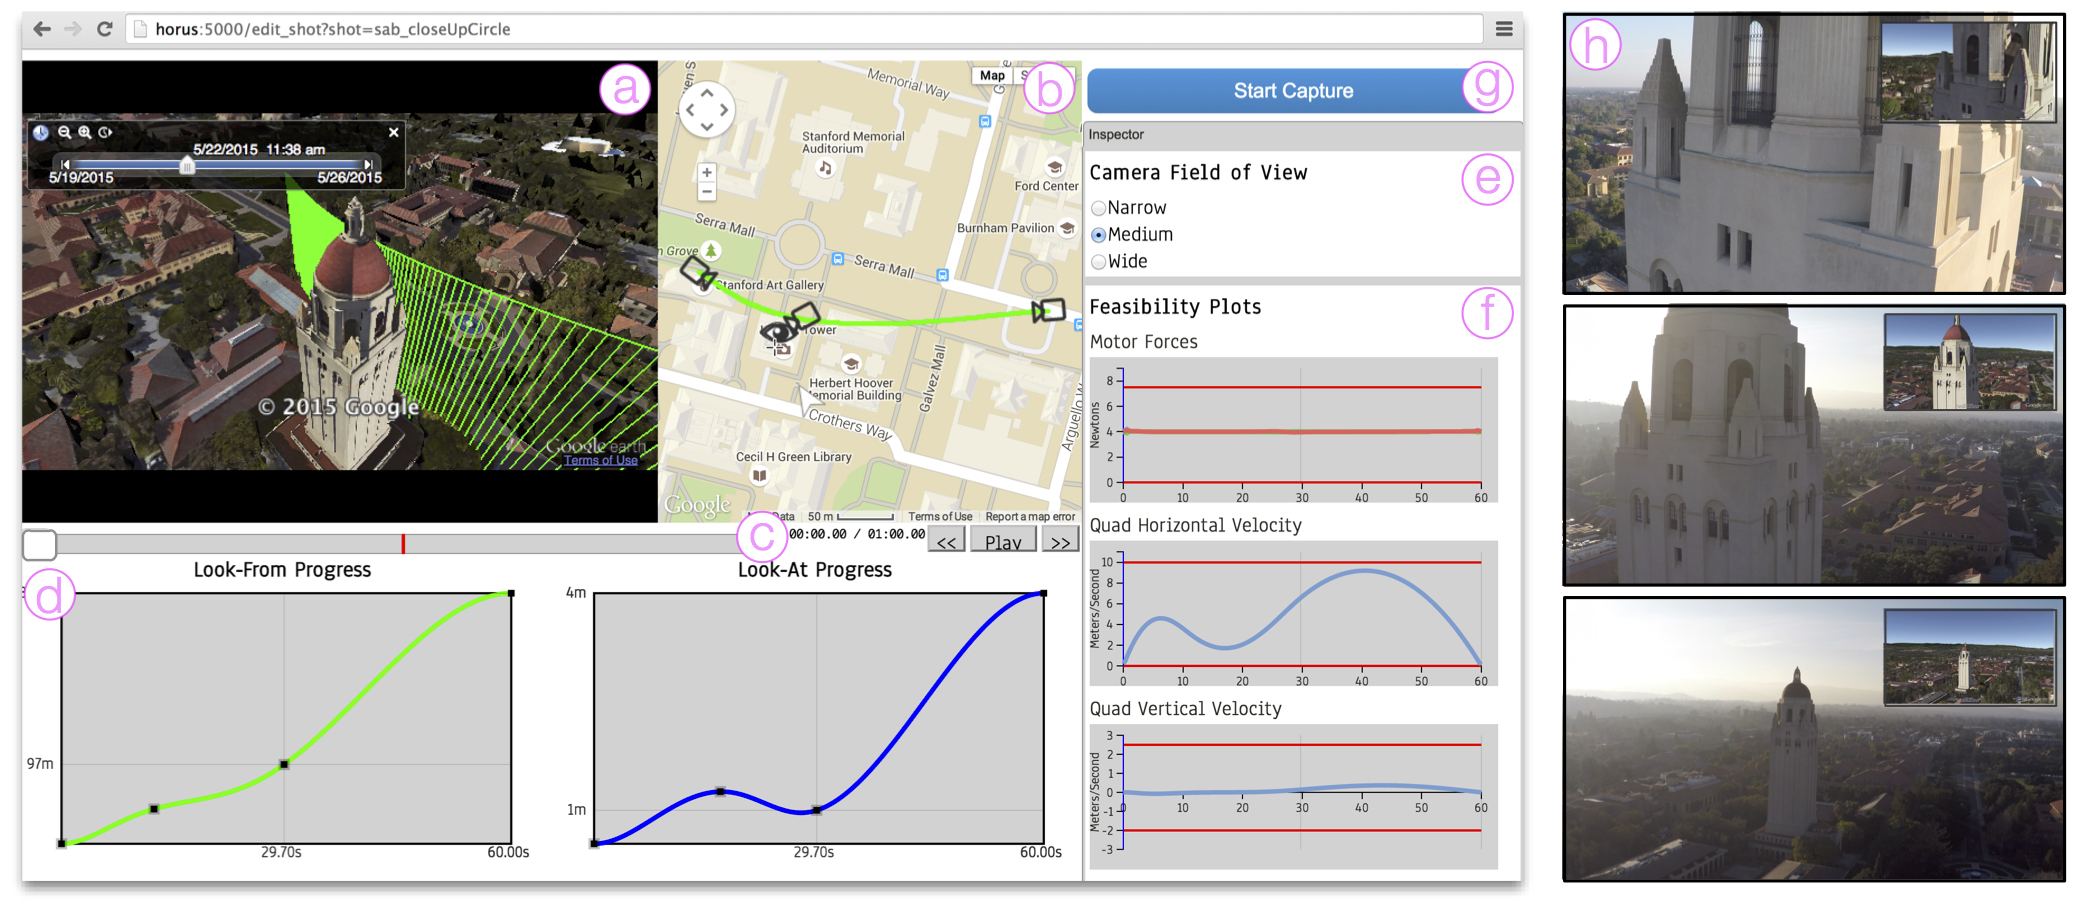 horus:5000/edit_shot?shot=sab_closeUpCircle
a
5/22/2015 11:38 am
5/19/2015
5/26/2015
© 2015 Google
Google earth
Terms of Use
b
Map
Memorial Way
Stanford Memorial
Auditorium
Ford Center
Serra Mall
Burnham Pavilion
n Grove
Serra Mall
Stanford Art Gallery
Tower
Herbert Hoover
emorial Building
Galvez Mall
Crothers Way
Arguello W
Cecil H Green Library
Google
Data
50 m
Terms of Use
Report a map error
c
00:00.00 / 01:00.00
<<
Play
>>
d
Look-From Progress
97m
29.70s
60.00s
Look-At Progress
4m
1m
29.70s
60.00s
Start Capture
g
Inspector
Camera Field of View
e
Narrow
Medium
Wide
Feasibility Plots
f
Motor Forces
Newtons
8
6
4
2
0
0 10 20 30 40 50 60
Quad Horizontal Velocity
Meters/Second
10
8
6
4
2
0
0 10 20 30 40 50 60
Quad Vertical Velocity
Meters/Second
3
2
1
0
-1
-2
-3
0 10 20 30 40 50 60
h